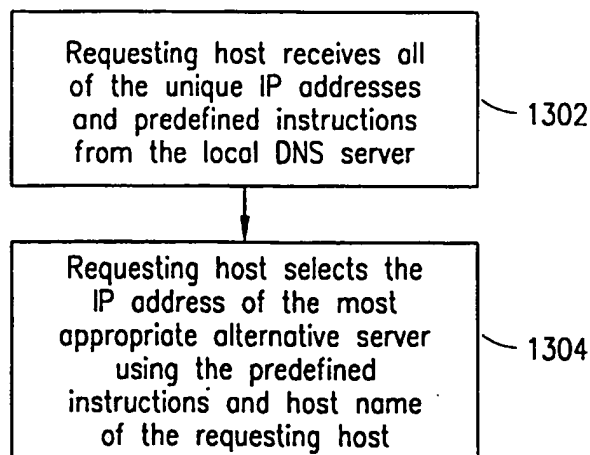 Requesting host receives all
of the unique IP addresses
and predefined instructions
from the local DNS server
1302
Requesting host selects the
IP address of the most
appropriate alternative server
using the predefined
instructions and host name
of the requesting host
1304